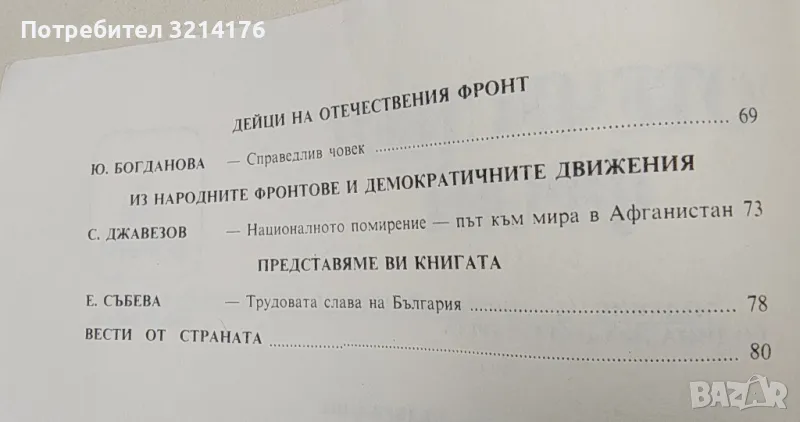 Потребител 3214176
ДЕЙЦИ НА ОТЕЧЕСТВЕНИЯ ФРОНТ
Ю. БОГДАНОВА — Справедлив човек 69
ИЗ НАРОДНИТЕ ФРОНТОВЕ И ДЕМОКРАТИЧНИТЕ ДВИЖЕНИЯ
С. ДЖАВЕЗОВ — Националното помирение — път към мира в Афганистан 73
ПРЕДСТАВЯМЕ ВИ КНИГАТА
Е. СЪБЕВА — Трудовата слава на България 78
ВЕСТИ ОТ СТРАНАТА 80
BAZAR